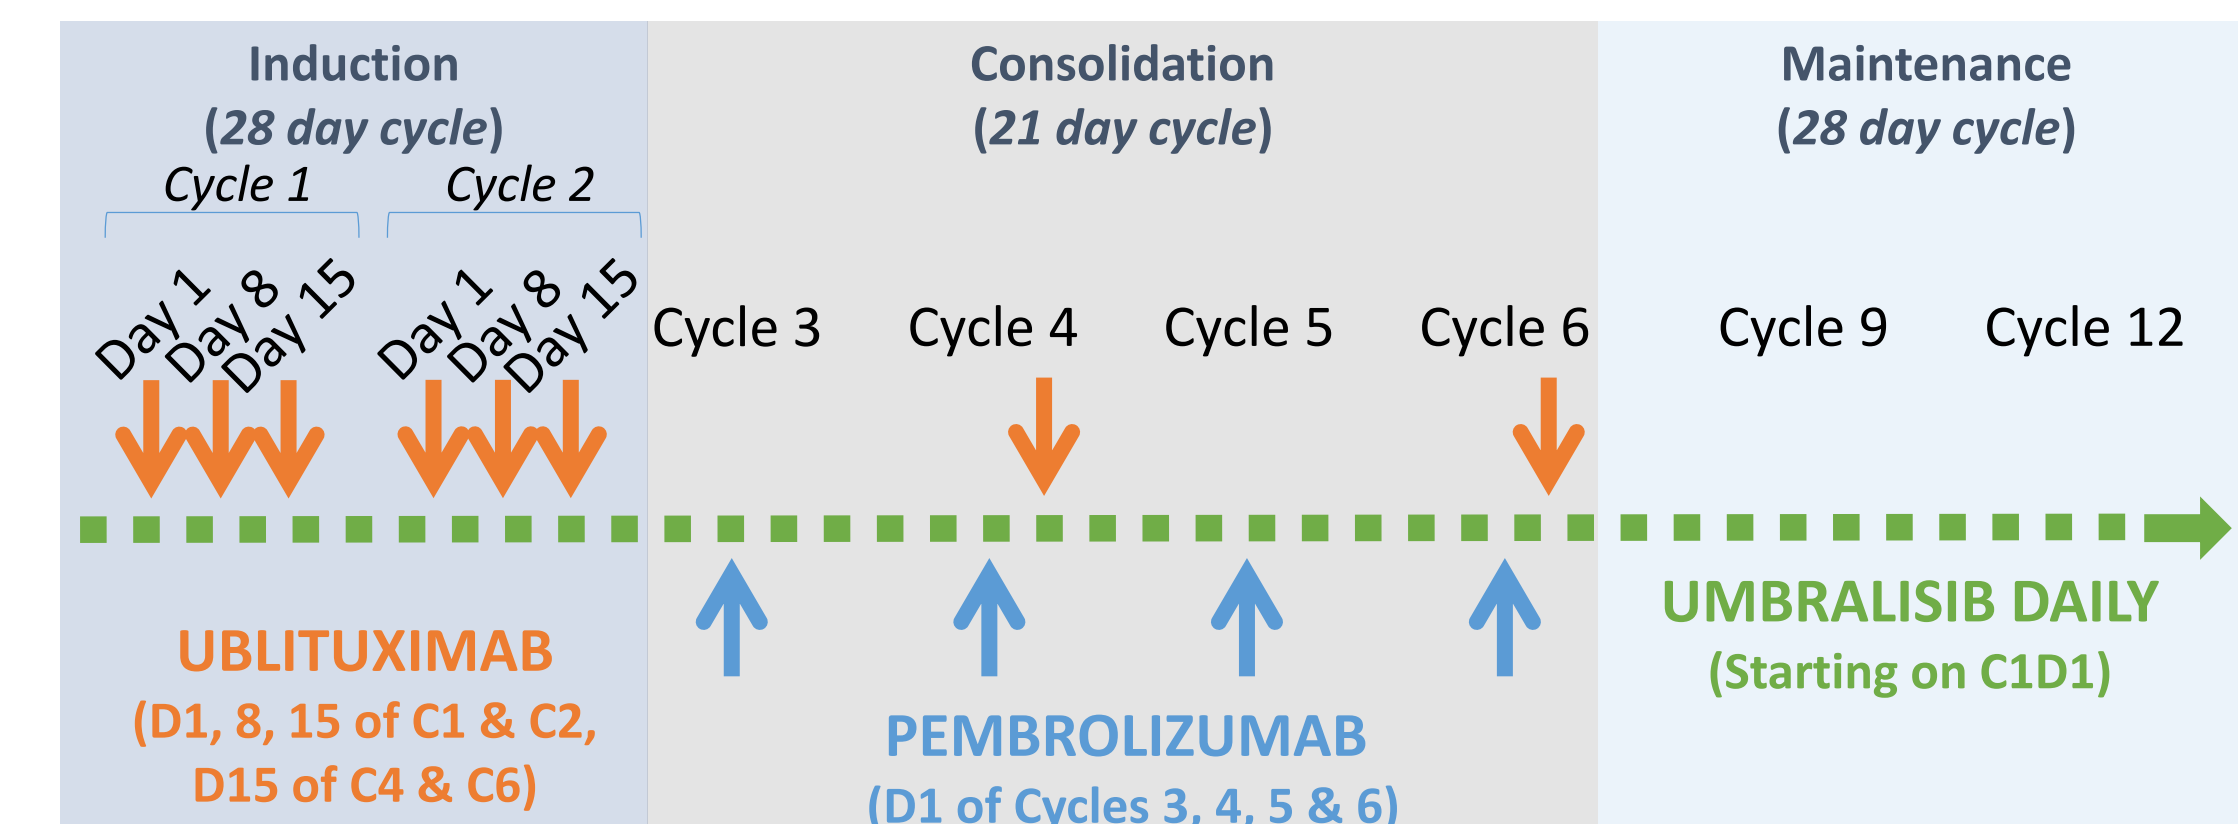 Induction
(28 day cycle)
Cycle 1
Cycle 2
Day 1
Day 8
Day 15
Day 1
Day 8
Day 15
Consolidation
(21 day cycle)
Cycle 3
Cycle 4
Cycle 5
Cycle 6
Maintenance
(28 day cycle)
Cycle 9
Cycle 12
UBLITUXIMAB
(D1, 8, 15 of C1 & C2,
D15 of C4 & C6)
PEMBROLIZUMAB
(D1 of Cycles 3, 4, 5 & 6)
UMBRALISIB DAILY
(Starting on C1D1)